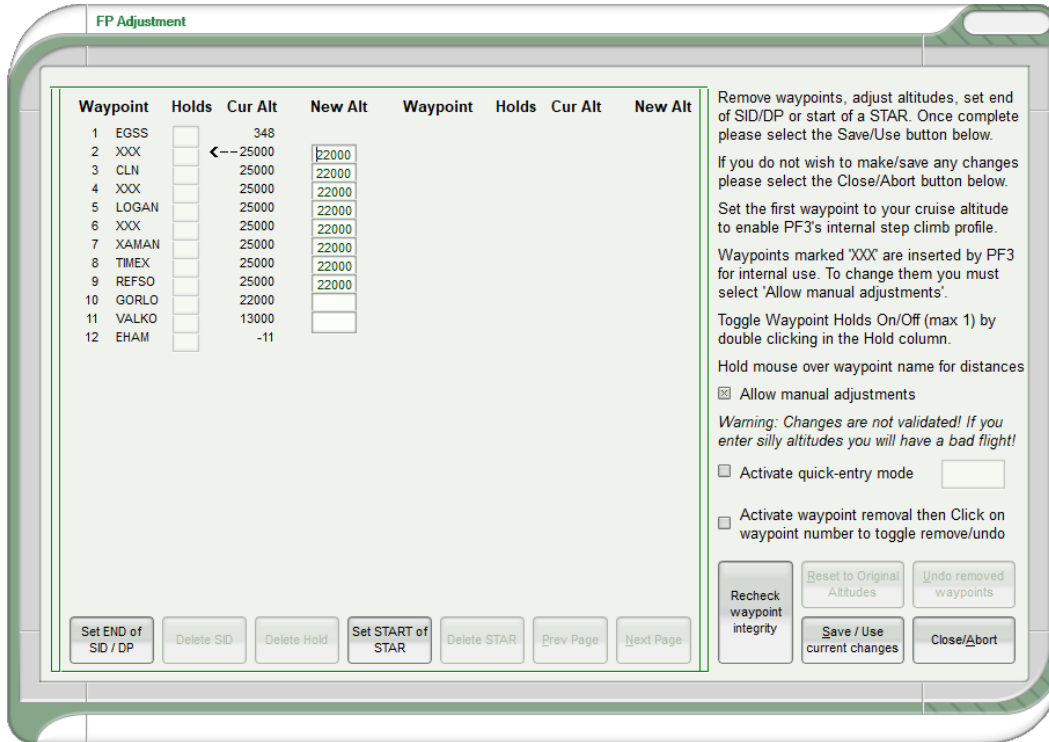 FP Adjustment
Waypoint Holds Cur Alt New Alt Waypoint Holds Cur Alt New Alt
1 EGSS 348
2 XXX <--25000 22000
3 CLN 25000 22000
4 XXX 25000 22000
5 LOGAN 25000 22000
6 XXX 25000 22000
7 XAMAN 25000 22000
8 TIMEX 25000 22000
9 REFSO 25000 22000
10 GORLO 22000
11 VALKO 13000
12 EHAM -11
Set END of
SID / DP
Delete SID
Delete Hold
Set START of
STAR
Delete STAR
Prev Page
Next Page
Remove waypoints, adjust altitudes, set end
of SID/DP or start of a STAR. Once complete
please select the Save/Use button below.
If you do not wish to make/save any changes
please select the Close/Abort button below.
Set the first waypoint to your cruise altitude
to enable PF3's internal step climb profile.
Waypoints marked 'XXX' are inserted by PF3
for internal use. To change them you must
select 'Allow manual adjustments'.
Toggle Waypoint Holds On/Off (max 1) by
double clicking in the Hold column.
Hold mouse over waypoint name for distances
Allow manual adjustments
Warning: Changes are not validated! If you
enter silly altitudes you will have a bad flight!
Activate quick-entry mode
Activate waypoint removal then Click on
waypoint number to toggle remove/undo
Recheck
waypoint
integrity
Reset to Original
Altitudes
Undo removed
waypoints
Save / Use
current changes
Close/Abort